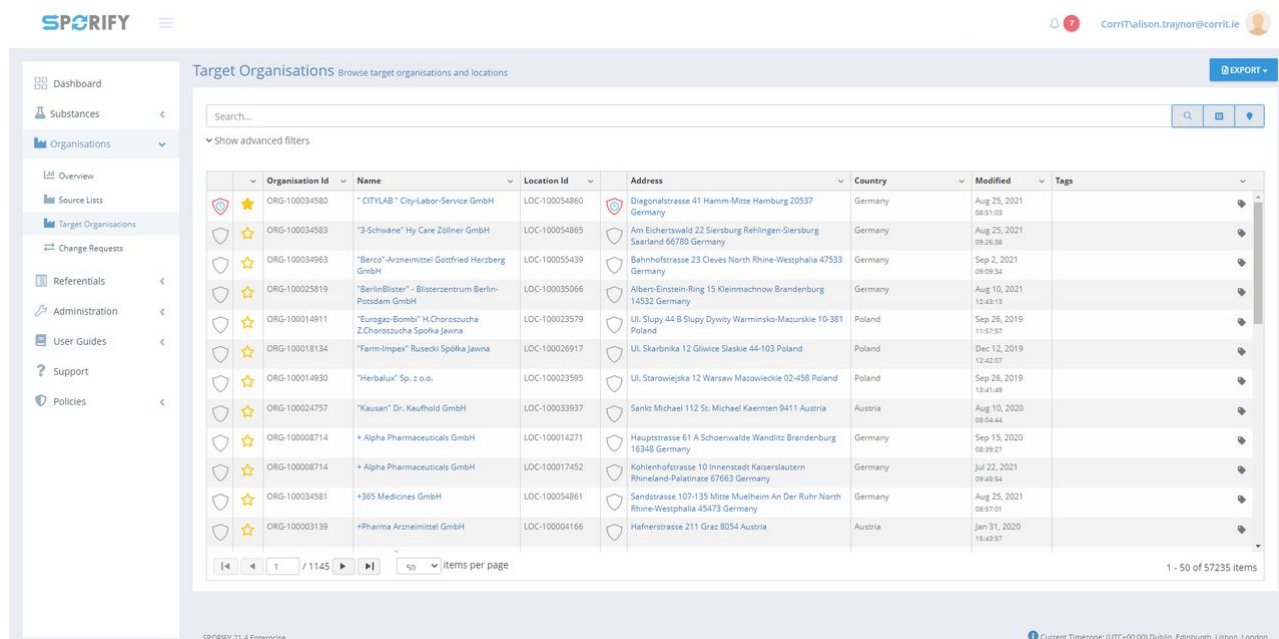 SPORIFY
7
CorrIT\alison.traynor@corrit.ie
Dashboard
Substances
Organisations
Overview
Source Lists
Target Organisations
Change Requests
Referentials
Administration
User Guides
Support
Policies
Target Organisations Browse target organisations and locations
EXPORT
Search...
Show advanced filters
Organisation Id Name Location Id Address Country Modified Tags
ORG-100034580 " CITYLAB " City-Labor-Service GmbH LOC-100054860 Diagonalstrasse 41 Hamm-Mitte Hamburg 20537 Germany Aug 25, 2021
Germany 08:51:03
ORG-100034583 "3-Schwäne" Hy Care Zöllner GmbH LOC-100054865 Am Eichertswald 22 Siersburg Rehlingen-Siersburg Germany Aug 25, 2021
Saarland 66780 Germany 09:26:38
ORG-100034963 "Berco"-Arzneimittel Gottfried Herzberg LOC-100055439 Bahnhofstrasse 23 Cleves North Rhine-Westphalia 47533 Germany Sep 2, 2021
GmbH Germany 09:09:34
ORG-100025819 "BerlinBlister" - Blisterzentrum Berlin- LOC-100035066 Albert-Einstein-Ring 15 Kleinmachnow Brandenburg Germany Aug 10, 2021
Potsdam GmbH 14532 Germany 12:43:13
ORG-100014911 "Eurogaz-Bombi" H.Choroszucha LOC-100023579 Ul. Slupy 44 B Slupy Dywity Warminsko-Mazurskie 10-381 Poland Sep 26, 2019
Z.Choroszucha Społka Jawna Poland 11:57:57
ORG-100018134 "Farm-Impex" Rusecki Spółka Jawna LOC-100026917 Ul. Skarbnika 12 Gliwice Slaskie 44-103 Poland Poland Dec 12, 2019
12:42:07
ORG-100014930 "Herbalux" Sp. z o.o. LOC-100023595 Ul. Starowiejska 12 Warsaw Mazowieckie 02-458 Poland Poland Sep 26, 2019
13:41:49
ORG-100024757 "Kausan" Dr. Kaufhold GmbH LOC-100033937 Sankt Michael 112 St. Michael Kaernten 9411 Austria Austria Aug 10, 2020
08:04:44
ORG-100008714 + Alpha Pharmaceuticals GmbH LOC-100014271 Hauptstrasse 61 A Schoenwalde Wandlitz Brandenburg Germany Sep 15, 2020
16348 Germany 08:39:27
ORG-100008714 + Alpha Pharmaceuticals GmbH LOC-100017452 Kohlenhofstrasse 10 Innenstadt Kaiserslautern Germany Jul 22, 2021
Rhineland-Palatinate 67663 Germany 09:45:54
ORG-100034581 +365 Medicines GmbH LOC-100054861 Sandstrasse 107-135 Mitte Muelheim An Der Ruhr North Germany Aug 25, 2021
Rhine-Westphalia 45473 Germany 08:57:01
ORG-100003139 +Pharma Arzneimittel GmbH LOC-100004166 Hafnerstrasse 211 Graz 8054 Austria Austria Jan 31, 2020
15:43:57
1 / 1145 50 items per page 1 - 50 of 57235 items
SPORIFY 21.4 Enterprise Current Timezone: (UTC+00:00) Dublin, Edinburgh, Lisbon, London